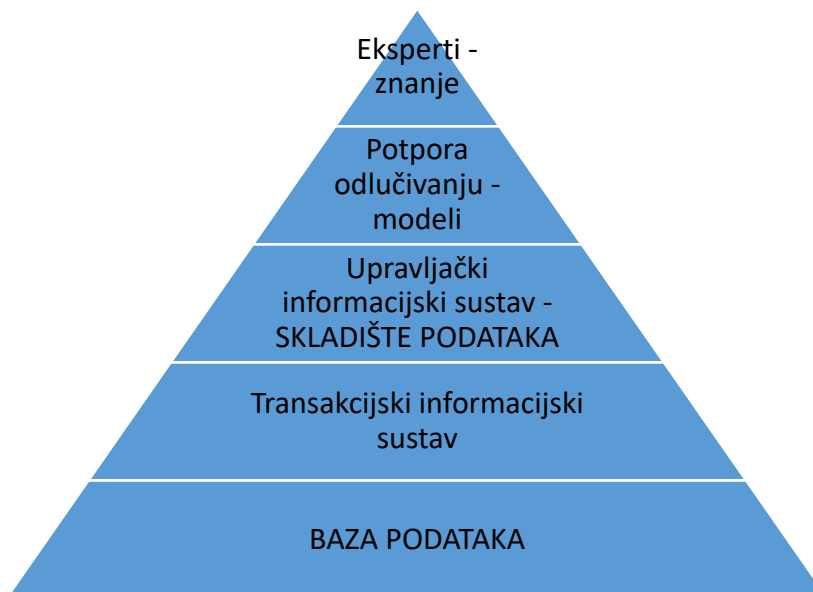 Eksperti -
znanje
Potpora
odlučivanju -
modeli
Upravljački
informacijski sustav -
SKLADIŠTE PODATAKA
Transakcijski informacijski
sustav
BAZA PODATAKA